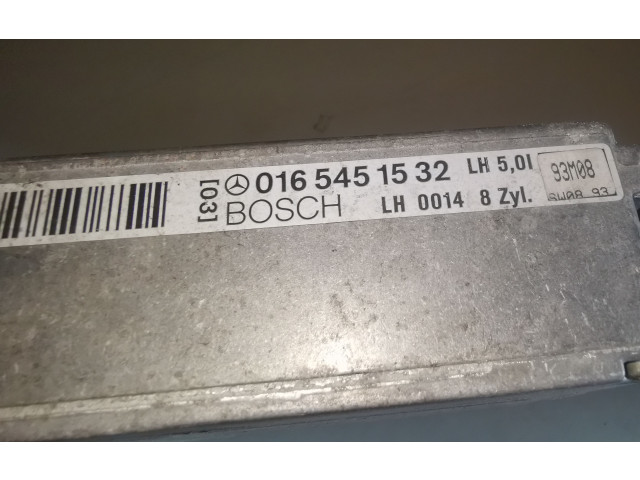 [03] 016 545 15 32 LH 5,0l 93M08
BOSCH LH 0014 8 Zyl.